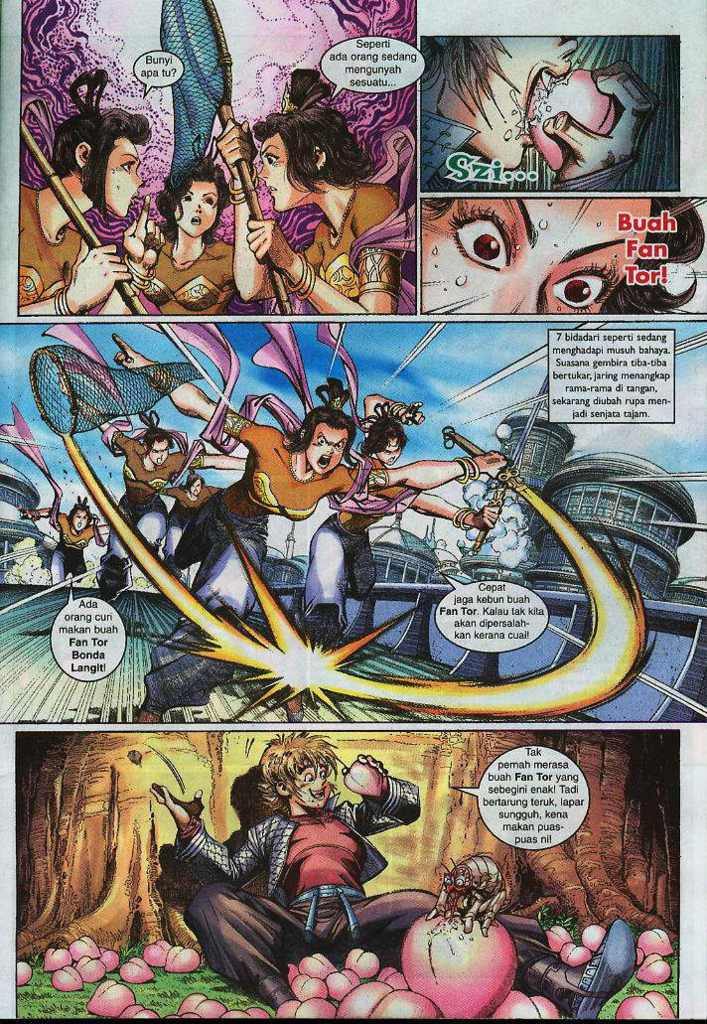 Bunyi
apa tu?
Seperti
ada orang sedang
mengunyah
sesuatu...
Szi...
Buah
Fan
Tor!
7 bidadari seperti sedang
menghadapi musuh bahaya.
Suasana gembira tiba-tiba
bertukar, jaring menangkap
rama-rama di tangan,
sekarang diubah rupa men-
jadi senjata tajam.
Ada
orang curi
makan buah
Fan Tor
Bonda
Langit!
Cepat
jaga kebun buah
Fan Tor. Kalau tak kita
akan dipersalah-
kan kerana cuai!
Tak
pernah merasa
buah Fan Tor yang
sebegini enak! Tadi
bertarung teruk, lapar
sungguh, kena
makan puas-
puas ni!